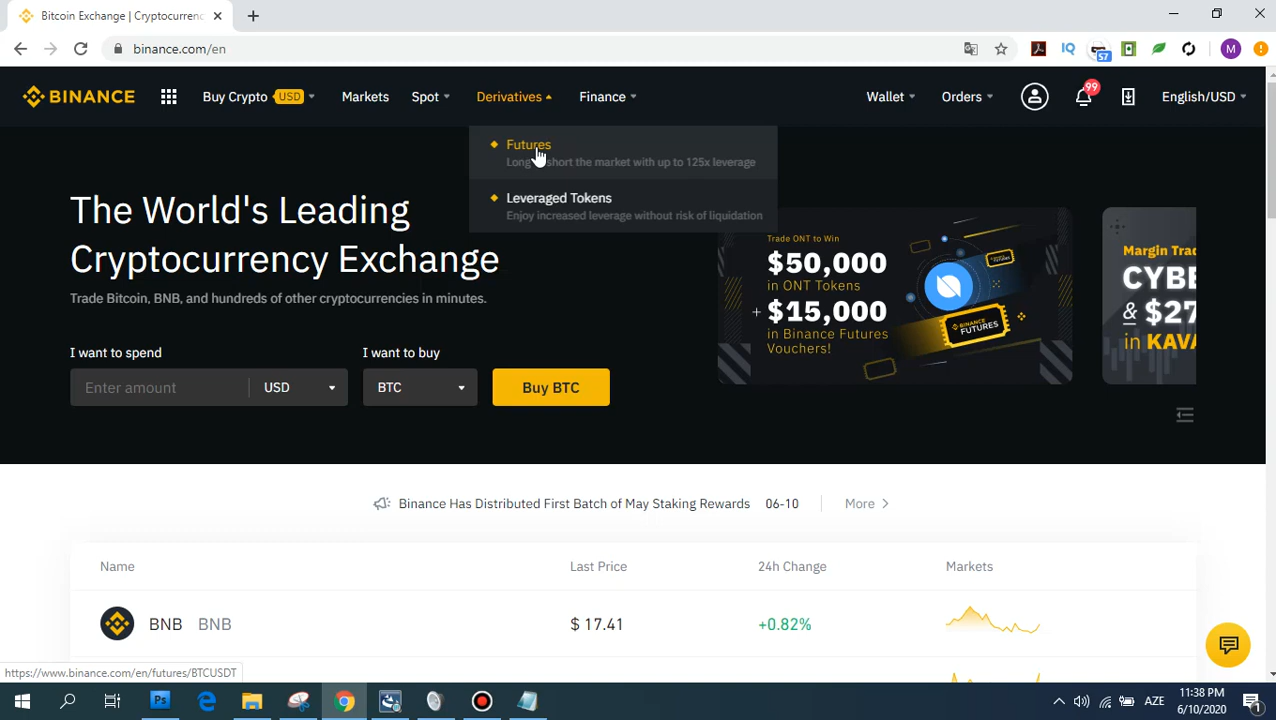 Bitcoin Exchange | Cryptocurrenc
binance.com/en
IQ
57
M
BINANCE
Buy Crypto USD
Markets
Spot
Derivatives
Finance
Wallet
Orders
99
English/USD
Futures
short the market with up to 125x leverage
Leveraged Tokens
Enjoy increased leverage without risk of liquidation
The World's Leading
Cryptocurrency Exchange
Trade Bitcoin, BNB, and hundreds of other cryptocurrencies in minutes.
I want to spend
I want to buy
Enter amount
USD
BTC
Buy BTC
Trade ONT to Win
$50,000
in ONT Tokens
+ $15,000
in Binance Futures
Vouchers!
BINANCE
FUTURES
Margin Tra
CYBE
& $27
in KAVA
Binance Has Distributed First Batch of May Staking Rewards 06-10
More
Name Last Price 24h Change Markets
BNB BNB $ 17.41 +0.82%
https://www.binance.com/en/futures/BTCUSDT
Ps
AZE
11:38 PM
6/10/2020
1